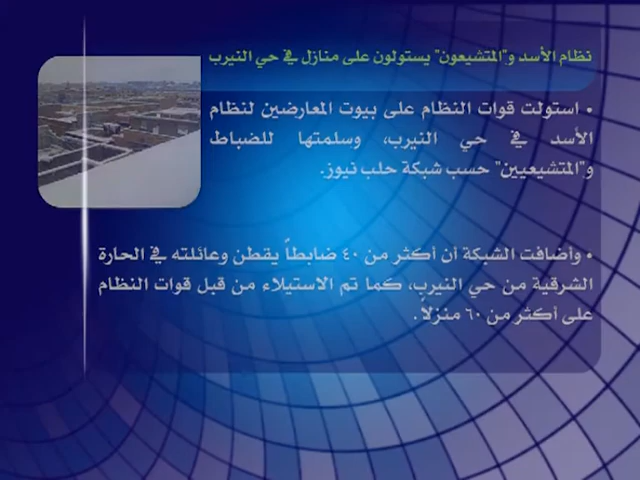 نظام الأسد و"المتشيعون" يستولون على منازل في حي النيرب
• استولت قوات النظام على بيوت المعارضين لنظام
الأسد في حي النيرب، وسلمتها للضباط
و"المتشيعيين" حسب شبكة حلب نيوز.
• وأضافت الشبكة أن أكثر من ٤٠ ضابطاً يقطن وعائلته في الحارة
الشرقية من حي النيرب، كما تم الاستيلاء من قبل قوات النظام
على أكثر من ٦٠ منزلاً.